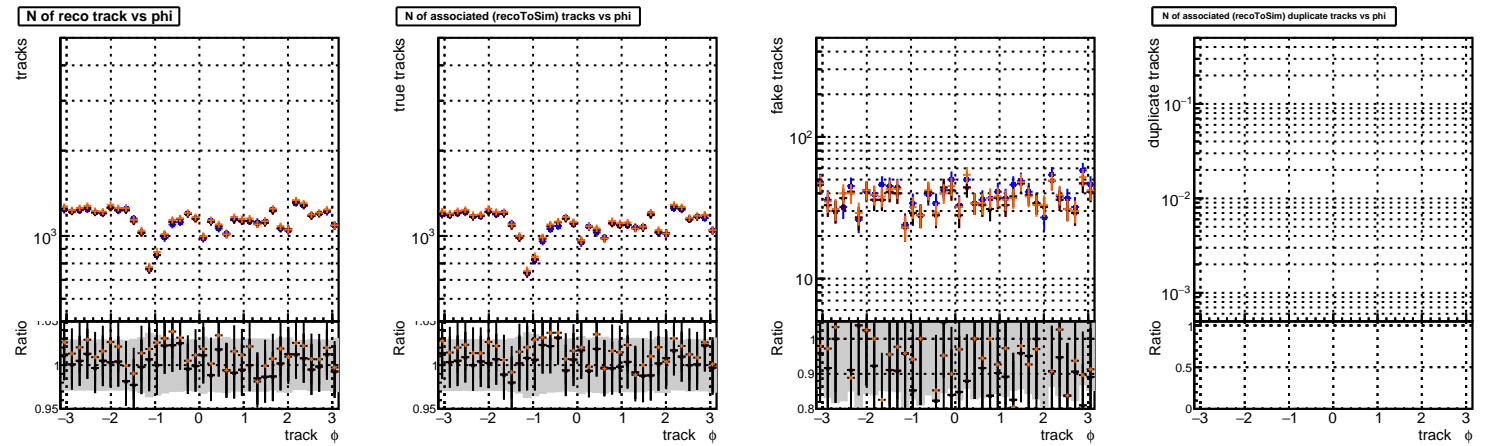 N of reco track vs phi
tracks
10³
Ratio
1.05
0.95
−3 −2 −1 0 1 2 3
track ϕ
N of associated (recoToSim) tracks vs phi
true tracks
10³
Ratio
1.05
0.95
−3 −2 −1 0 1 2 3
track ϕ
fake tracks
10²
10
Ratio
1
0.9
0.8
−3 −2 −1 0 1 2 3
track ϕ
N of associated (recoToSim) duplicate tracks vs phi
duplicate tracks
10⁻¹
10⁻²
10⁻³
Ratio
1
0.5
0
−3 −2 −1 0 1 2 3
track ϕ